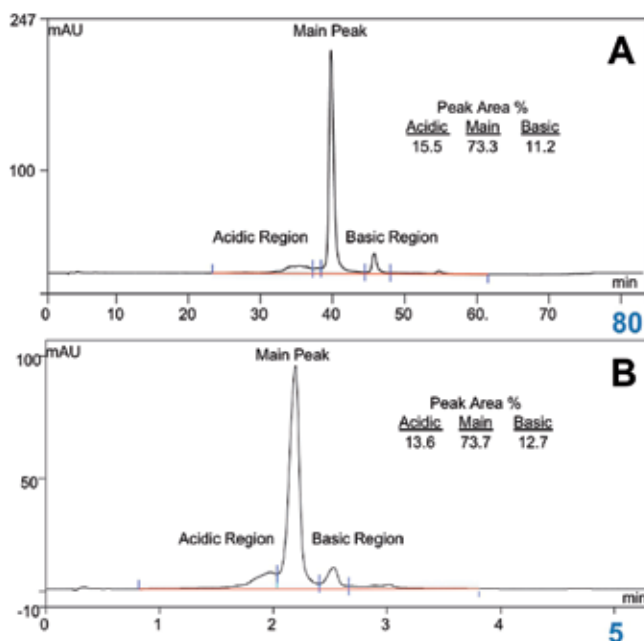 247
mAU
Main Peak
A
Peak Area %
Acidic Main Basic
15.5 73.3 11.2
100
Acidic Region Basic Region
min
0 10 20 30 40 50 60. 70 80
100
mAU
Main Peak
B
Peak Area %
Acidic Main Basic
13.6 73.7 12.7
50
Acidic Region Basic Region
-10
min
0 1 2 3 4 5